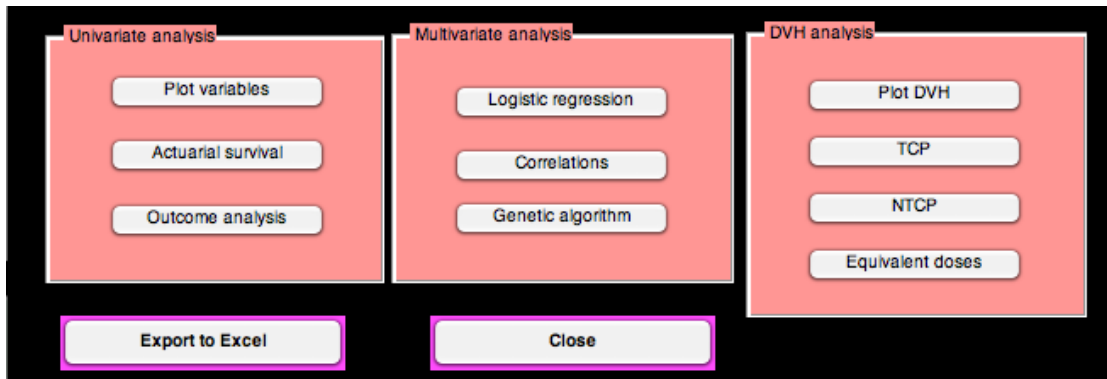 Univariate analysis
Plot variables
Actuarial survival
Outcome analysis
Multivariate analysis
Logistic regression
Correlations
Genetic algorithm
DVH analysis
Plot DVH
TCP
NTCP
Equivalent doses
Export to Excel
Close